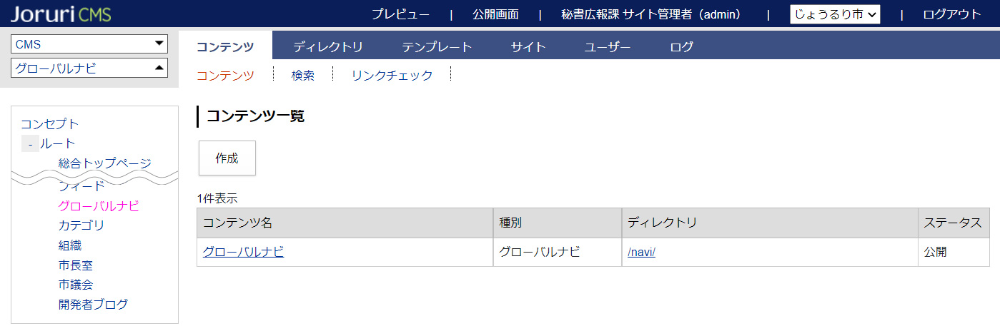 Joruri CMS
プレビュー | 公開画面 | 秘書広報課 サイト管理者（admin） | じょうるり市 | ログアウト
CMS
グローバルナビ
コンテンツ ディレクトリ テンプレート サイト ユーザー ログ
コンテンツ 検索 リンクチェック
コンセプト
- ルート
総合トップページ
フィード
グローバルナビ
カテゴリ
組織
市長室
市議会
開発者ブログ
コンテンツ一覧
作成
1件表示
コンテンツ名 種別 ディレクトリ ステータス
グローバルナビ グローバルナビ /navi/ 公開